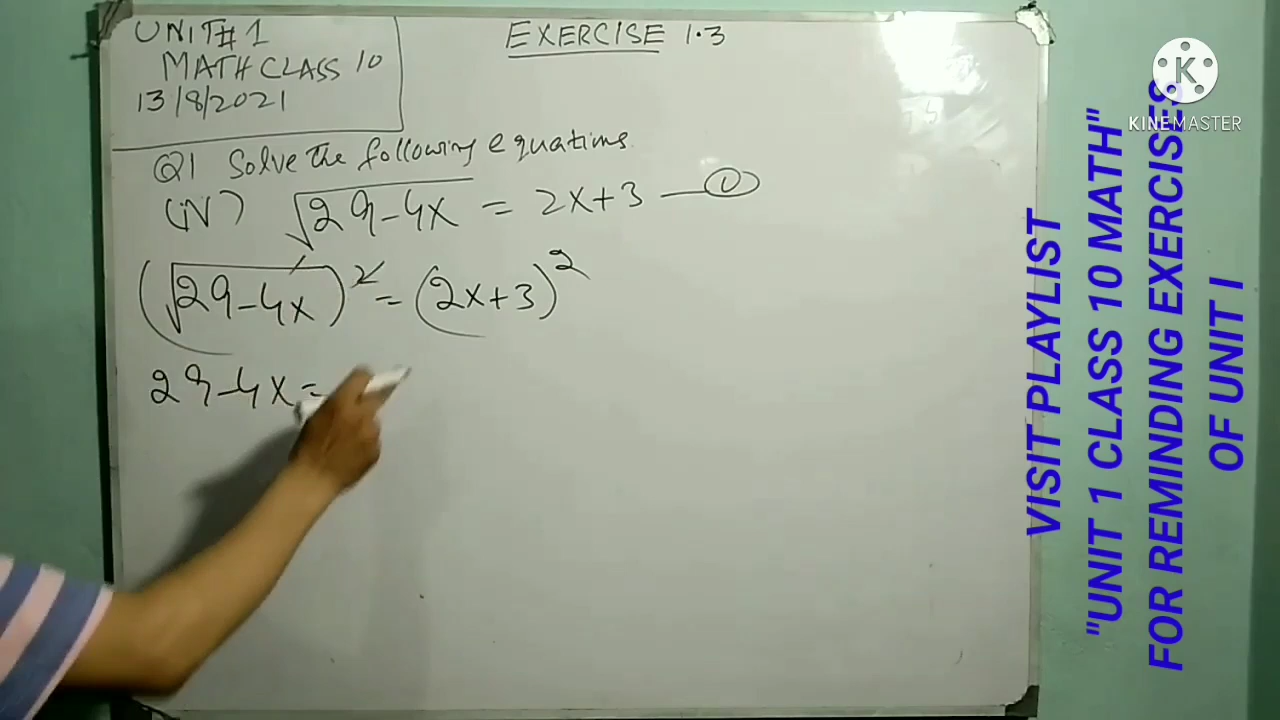 UNIT#1
MATH CLASS 10
13/8/2021
EXERCISE 1.3
Q1 Solve the following equations.
(iV) √29-4x = 2x+3 — ①
(√29-4x)² = (2x+3)²
29-4x=
KINEMASTER
VISIT PLAYLIST
"UNIT 1 CLASS 10 MATH"
FOR REMINDING EXERCISES
OF UNIT I